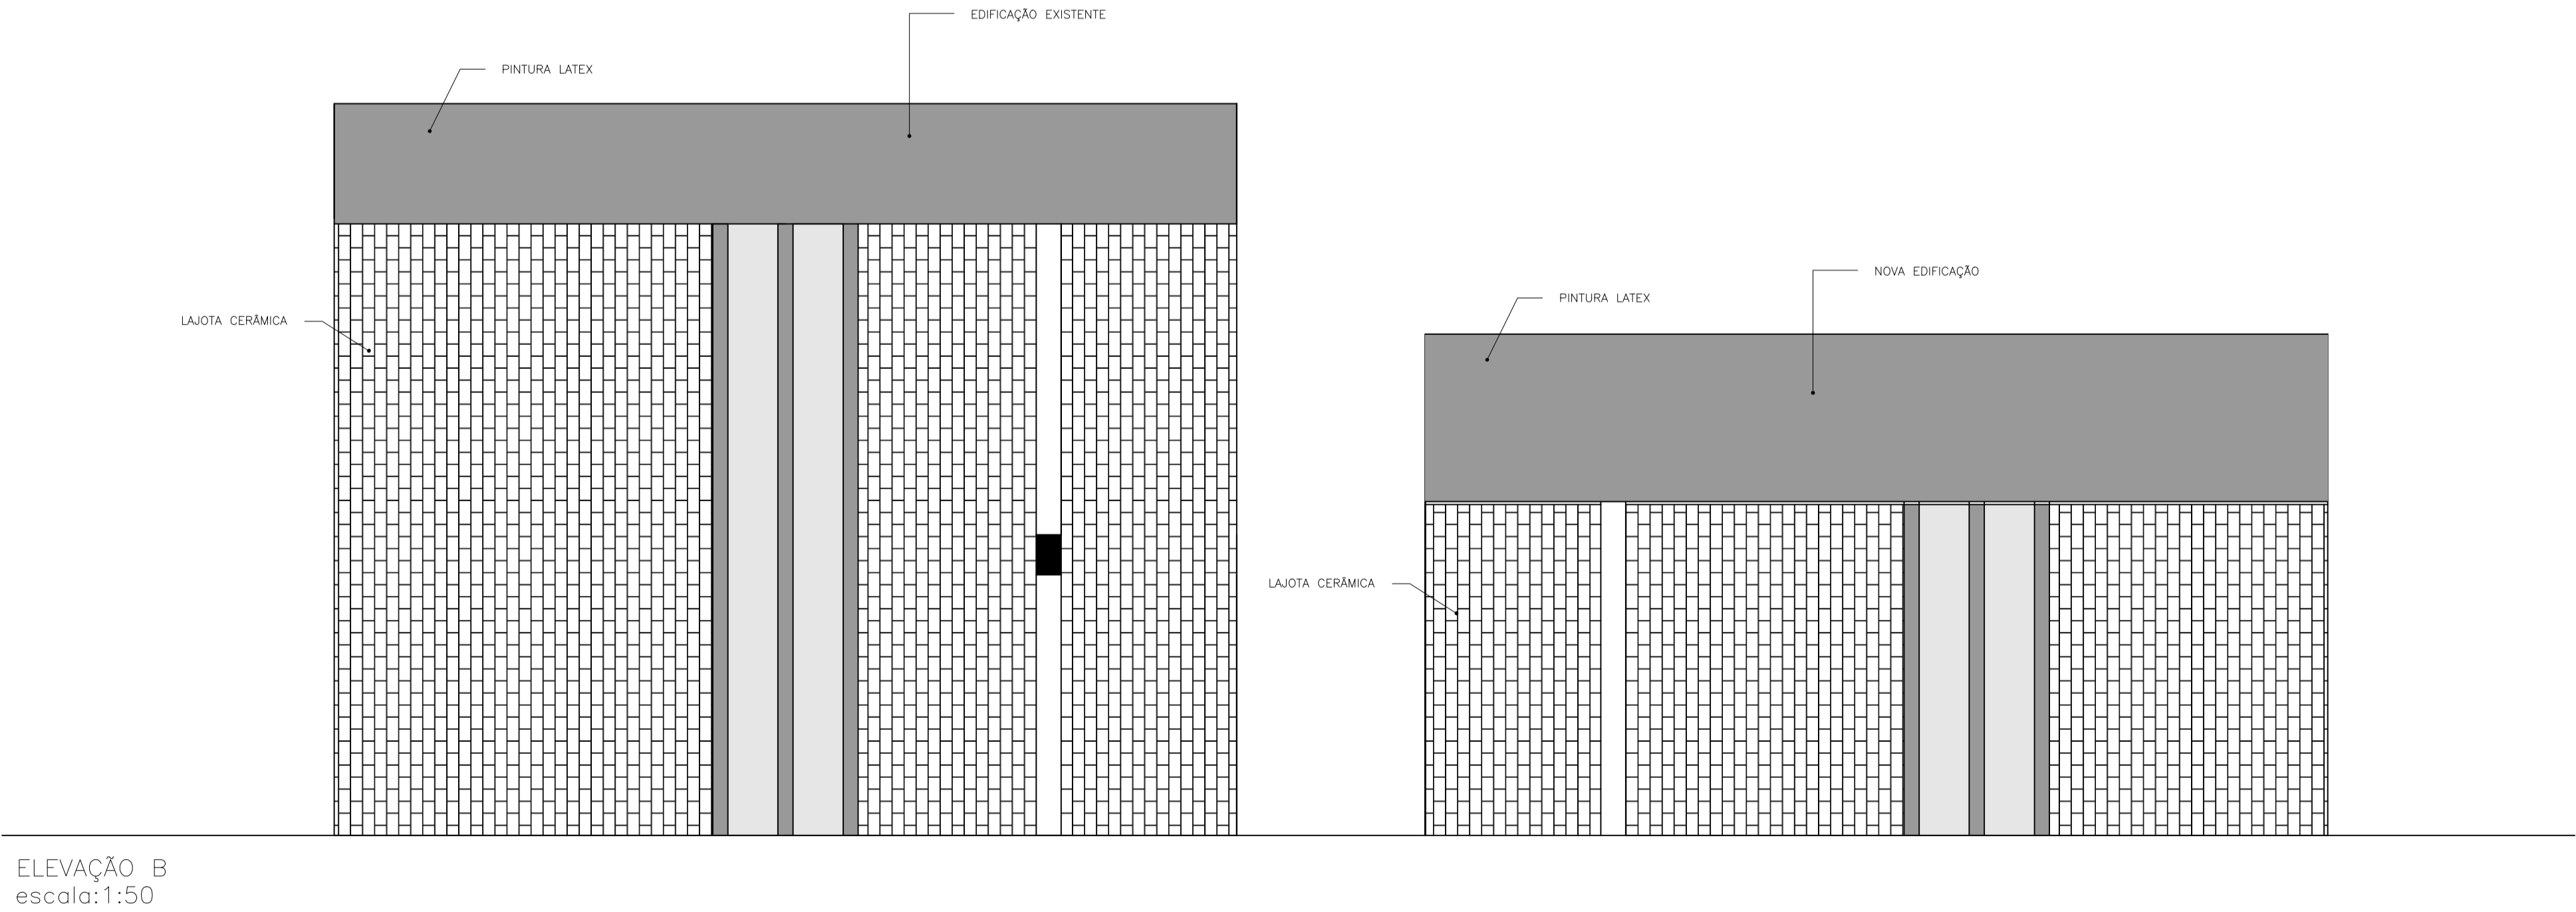 EDIFICAÇÃO EXISTENTE
PINTURA LATEX
LAJOTA CERÂMICA
NOVA EDIFICAÇÃO
PINTURA LATEX
LAJOTA CERÂMICA
ELEVAÇÃO B
escala:1:50